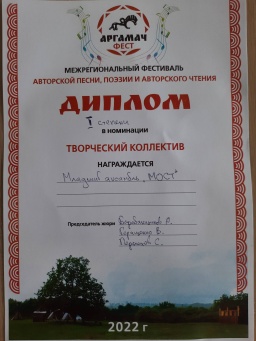 АРГАМАЧ
ФЕСТ
МЕЖРЕГИОНАЛЬНЫЙ ФЕСТИВАЛЬ
АВТОРСКОЙ ПЕСНИ, ПОЭЗИИ И АВТОРСКОГО ЧТЕНИЯ
ДИПЛОМ
I степени
В НОМИНАЦИИ
ТВОРЧЕСКИЙ КОЛЛЕКТИВ
НАГРАЖДАЕТСЯ
Младший ансамбль „МОСТ"
Председатель жюри
В.
С.
2022 г